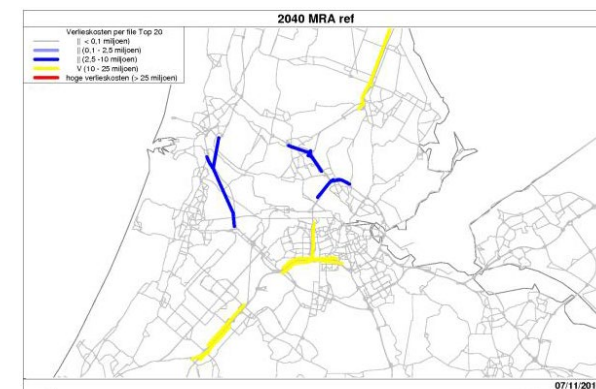 2040 MRA ref
Verlieskosten per file Top 20
|| < 0,1 miljoen)
|| (0,1 - 2,5 miljoen)
|| (2,5 -10 miljoen)
V (10 - 25 miljoen)
hoge verlieskosten (> 25 miljoen)
07/11/201